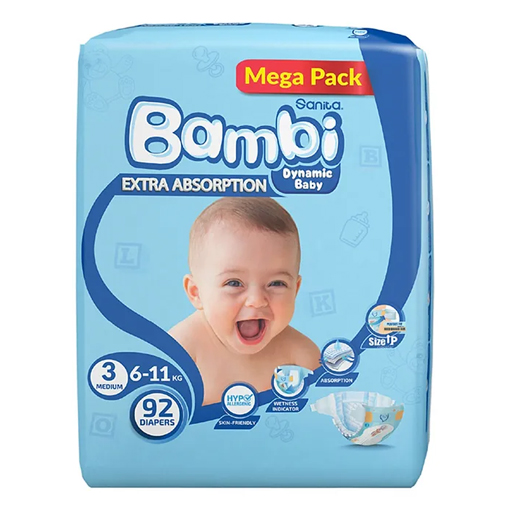 Mega Pack
Sanita
Bambi
Dynamic
Baby
EXTRA ABSORPTION
B
L
K
SizeUP
3
MEDIUM
6-11 KG
92
DIAPERS
HYPO
ALLERGENIC
SKIN-FRIENDLY
WETNESS
INDICATOR
ABSORPTION